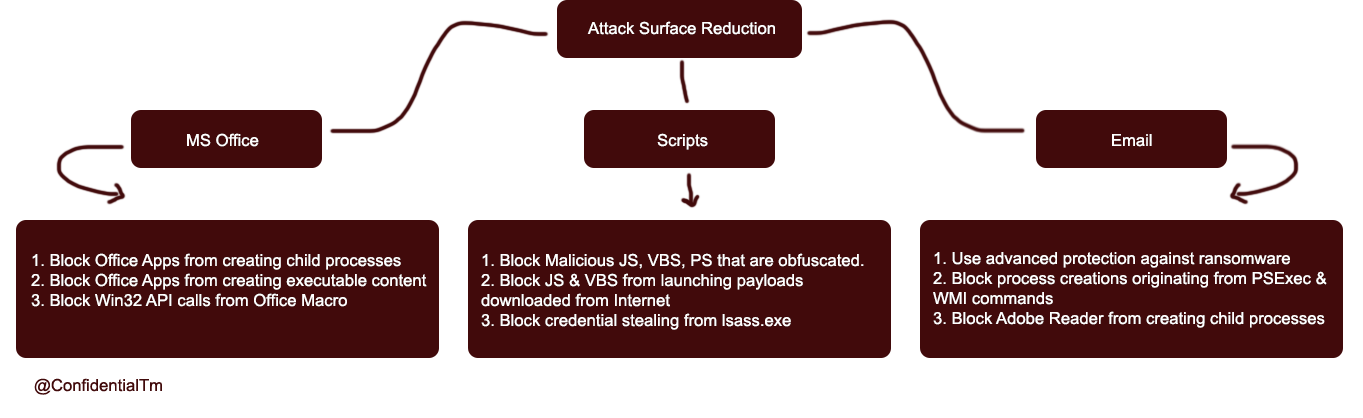 Attack Surface Reduction
MS Office
Scripts
Email
1. Block Office Apps from creating child processes
2. Block Office Apps from creating executable content
3. Block Win32 API calls from Office Macro
1. Block Malicious JS, VBS, PS that are obfuscated.
2. Block JS & VBS from launching payloads
downloaded from Internet
3. Block credential stealing from lsass.exe
1. Use advanced protection against ransomware
2. Block process creations originating from PSExec &
WMI commands
3. Block Adobe Reader from creating child processes
@ConfidentialTm